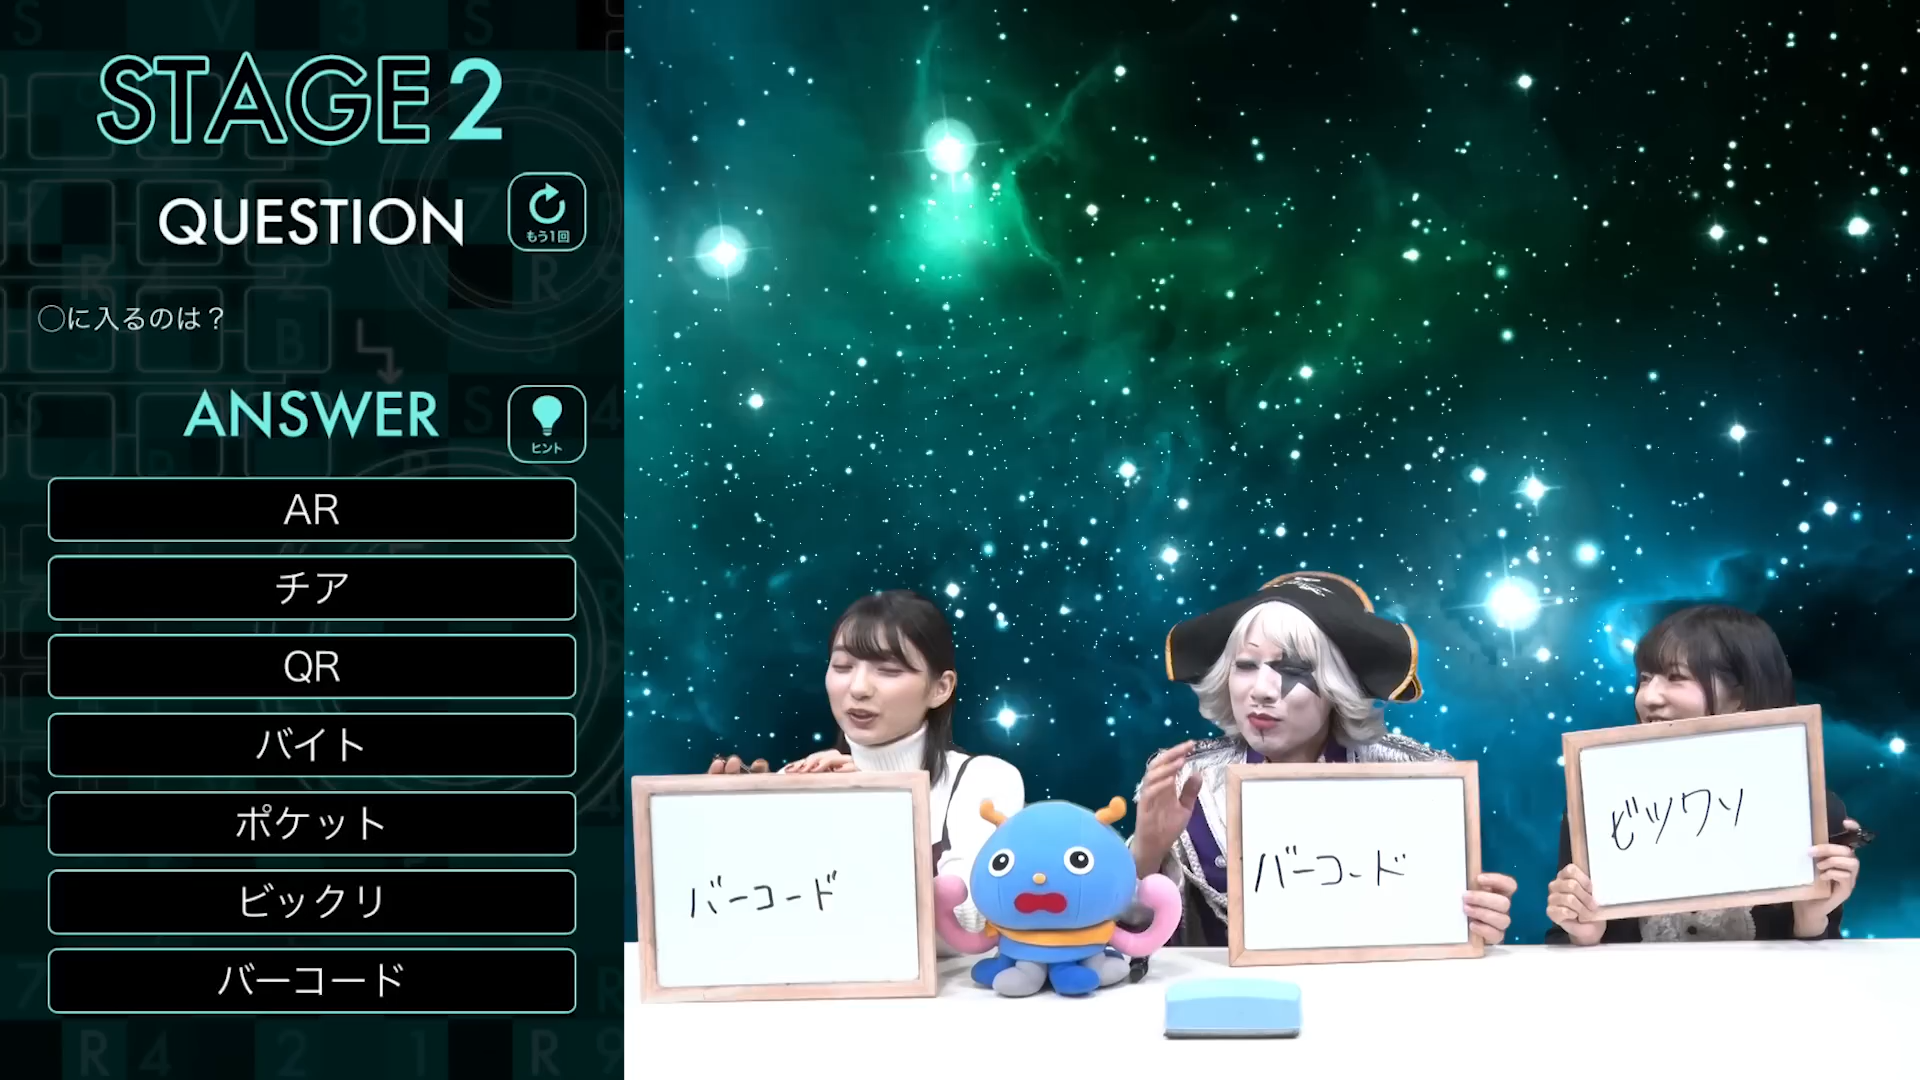 STAGE 2
QUESTION
もう1回
○に入るのは？
ANSWER
ヒント
AR
チア
QR
バイト
ポケット
ビックリ
バーコード
バーコード
バーコード
ビックリ